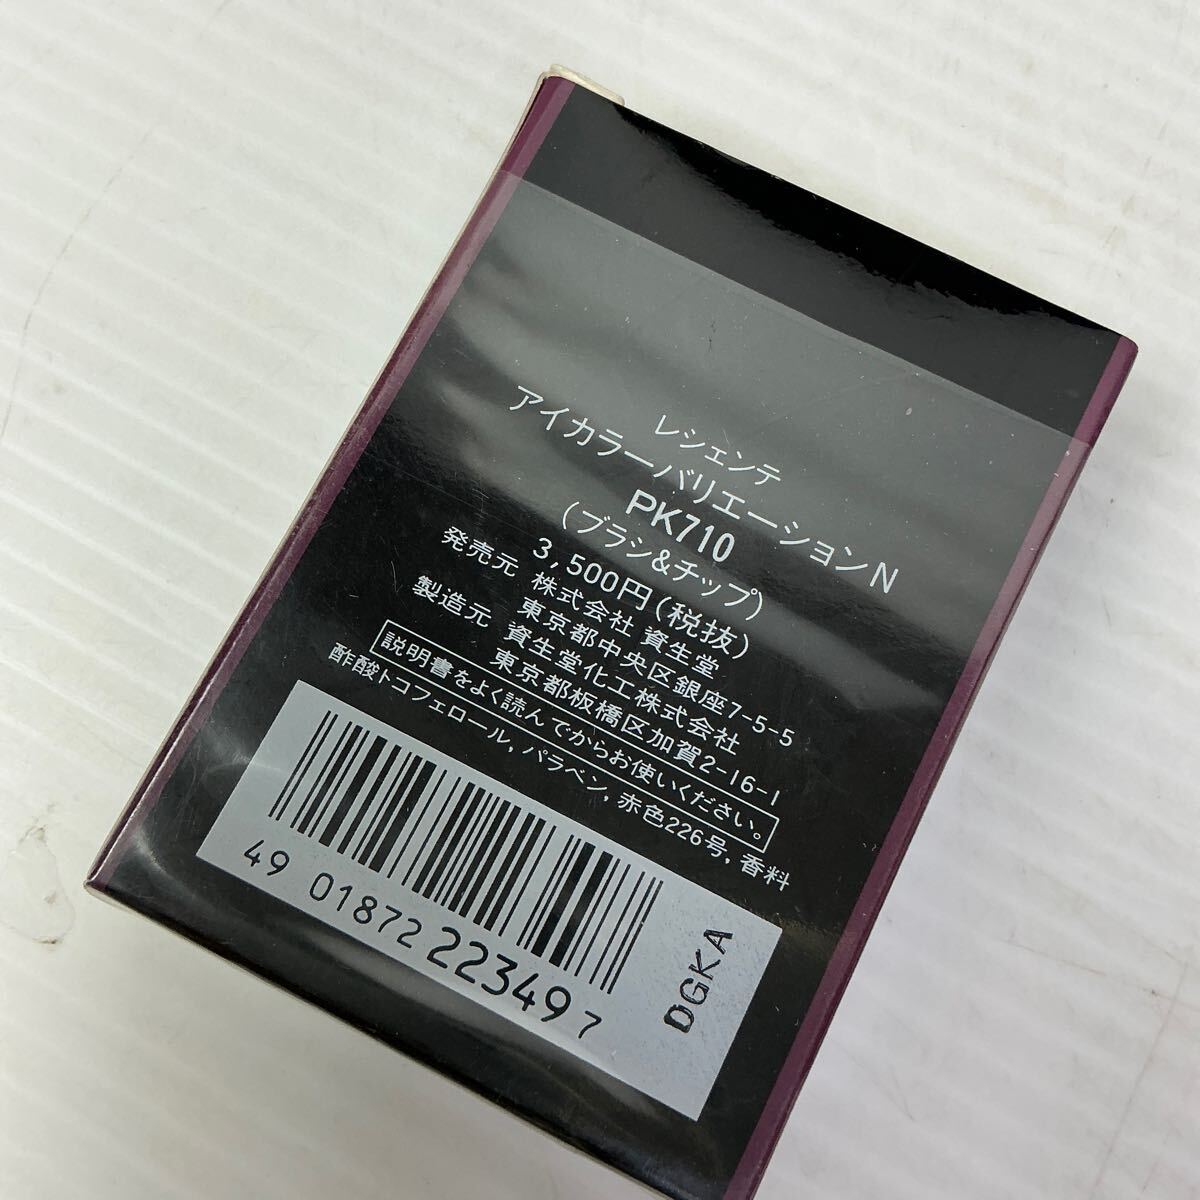 レシェンテ
アイカラーバリエーションN
PK710
(ブラシ&チップ)
3,500円(税抜)
発売元 株式会社 資生堂
東京都中央区銀座7-5-5
製造元 資生堂化工株式会社
東京都板橋区加賀2-16-1
説明書をよく読んでからお使いください。
酢酸トコフェロール, パラベン, 赤色226号, 香料
49 01872 22349 7
DGKA